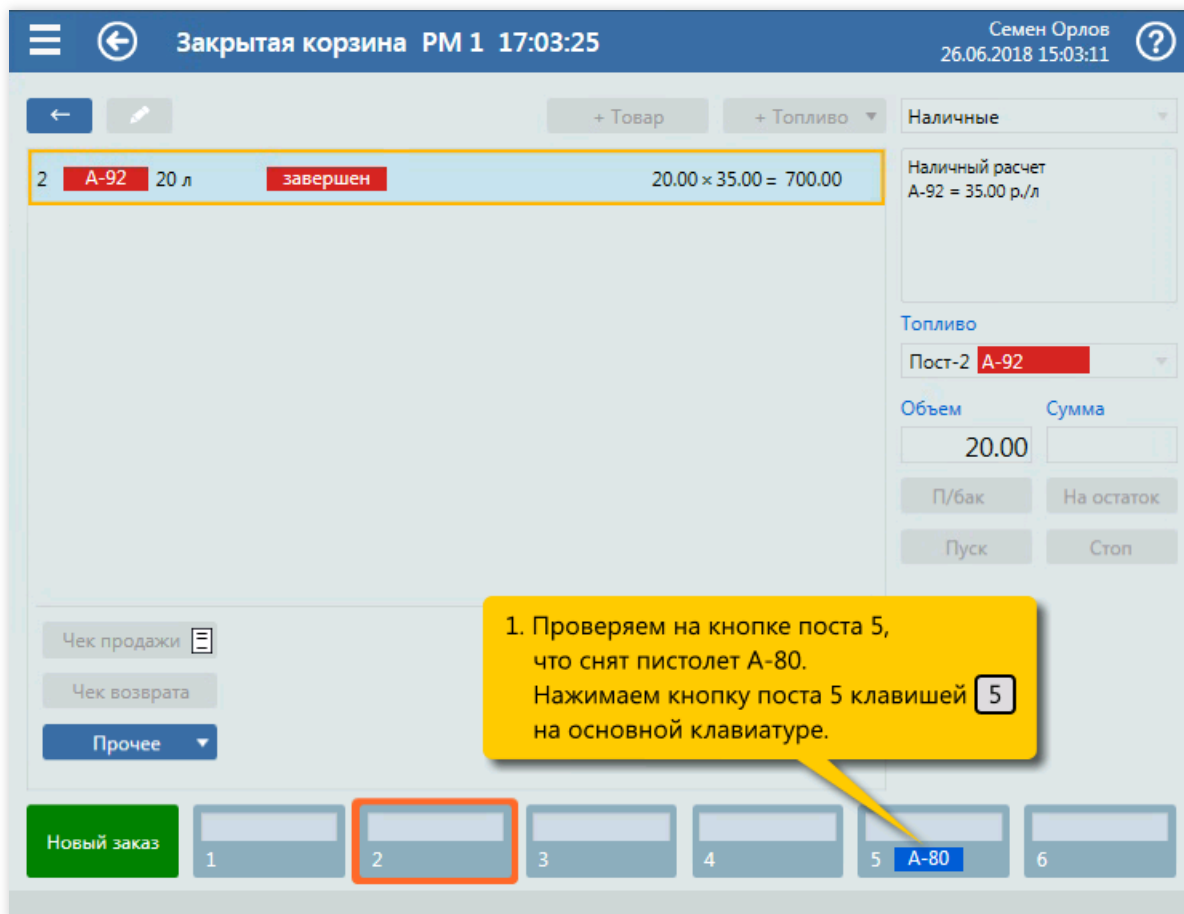 Закрытая корзина РМ 1 17:03:25
Семен Орлов
26.06.2018 15:03:11
?
+ Товар
+ Топливо
Наличные
2 А-92 20 л завершен 20.00 × 35.00 = 700.00
Наличный расчет
А-92 = 35.00 р./л
Топливо
Пост-2 А-92
Объем Сумма
20.00
П/бак На остаток
Пуск Стоп
Чек продажи
Чек возврата
Прочее
1. Проверяем на кнопке поста 5,
что снят пистолет А-80.
Нажимаем кнопку поста 5 клавишей 5
на основной клавиатуре.
Новый заказ
1 2 3 4 5 А-80 6